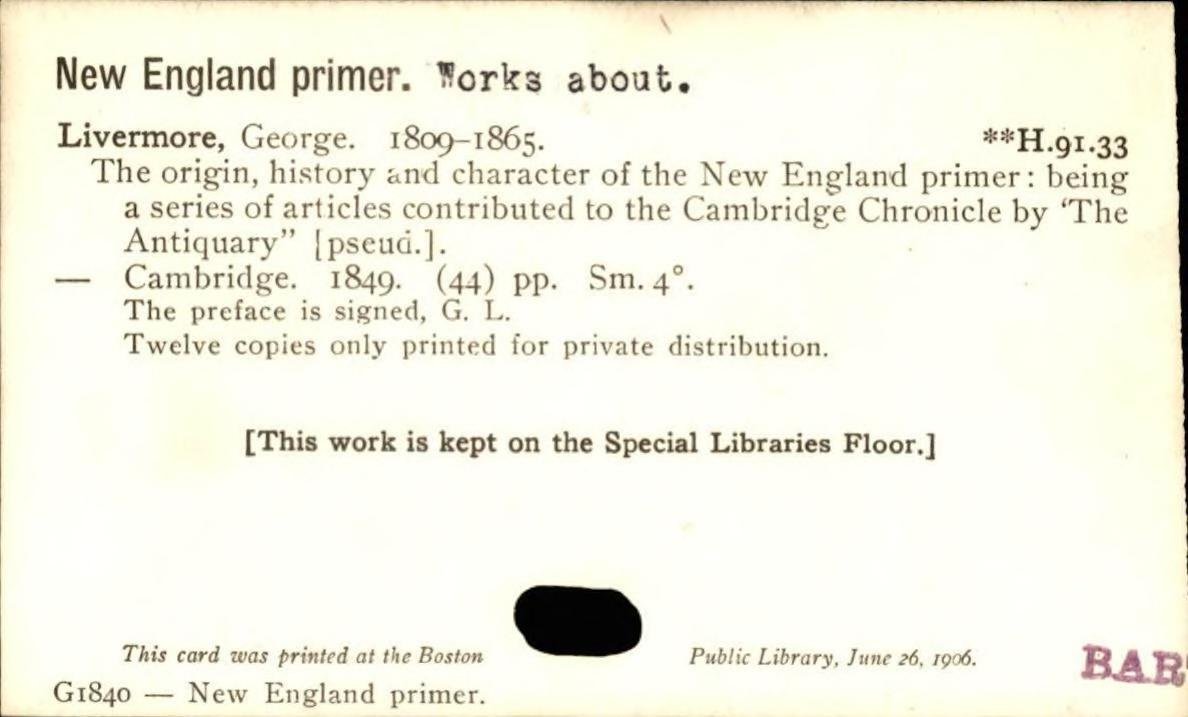 New England primer. Works about.
Livermore, George. 1809-1865. **H.91.33
The origin, history and character of the New England primer: being
a series of articles contributed to the Cambridge Chronicle by ‘The
Antiquary” [pseud.].
— Cambridge. 1849. (44) pp. Sm. 4°.
The preface is signed, G. L.
Twelve copies only printed for private distribution.
[This work is kept on the Special Libraries Floor.]
This card was printed at the Boston Public Library, June 26, 1906.
BAR
G1840 — New England primer.